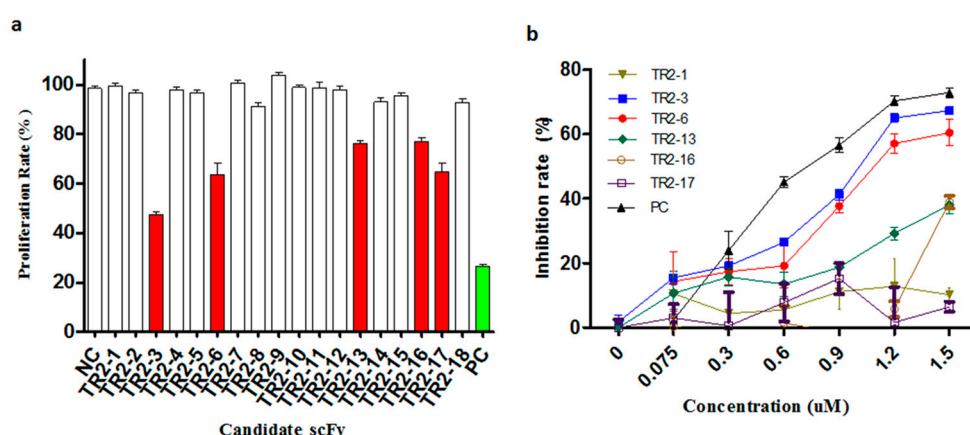 a
Proliferation Rate (%)
100
80
60
40
20
0
NC
TR2-1
TR2-2
TR2-3
TR2-4
TR2-5
TR2-6
TR2-7
TR2-8
TR2-9
TR2-10
TR2-11
TR2-12
TR2-13
TR2-14
TR2-15
TR2-16
TR2-17
TR2-18
PC
Candidate scFv
b
Inhibition rate (%)
80
60
40
20
0
TR2-1
TR2-3
TR2-6
TR2-13
TR2-16
TR2-17
PC
0
0.075
0.3
0.6
0.9
1.2
1.5
Concentration (uM)